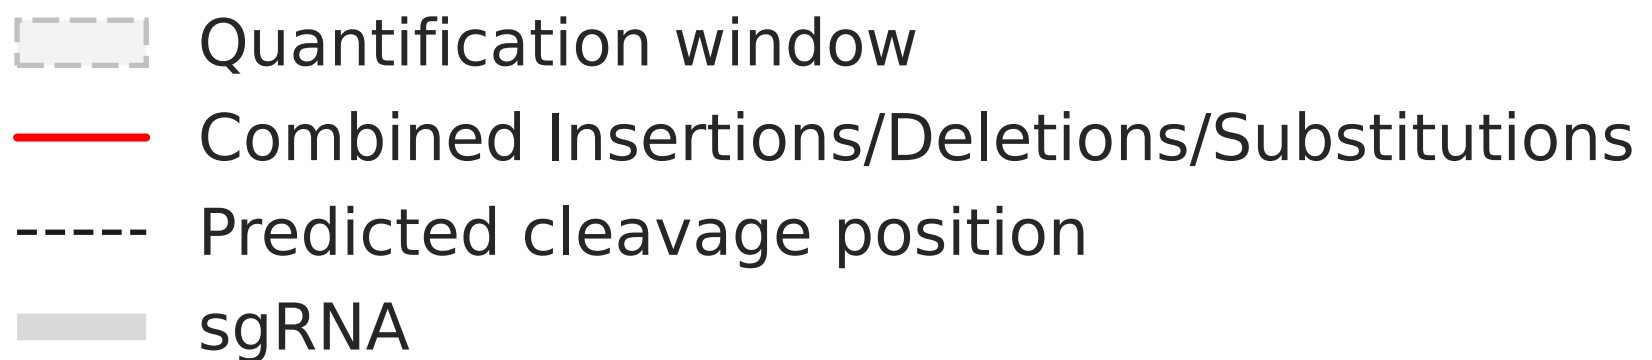 Quantification window
Combined Insertions/Deletions/Substitutions
Predicted cleavage position
sgRNA